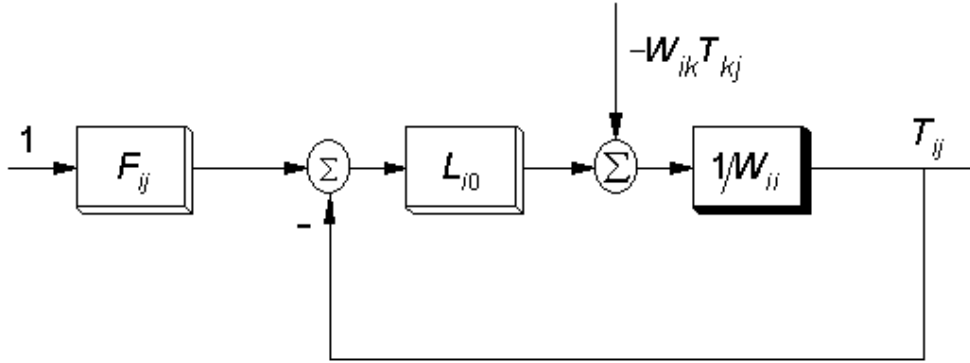 −W_ik T_kj
1
F_ij
Σ
L_i0
Σ
1/W_ii
T_ij
-